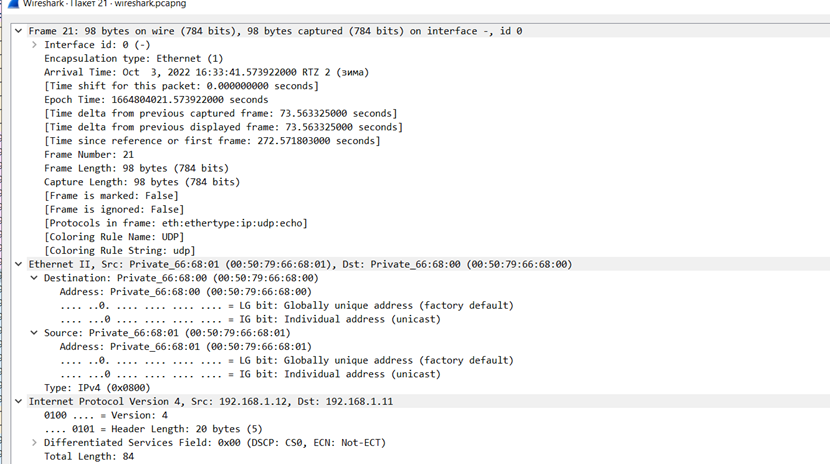 Wireshark · Пакет 21 · wireshark.pcapng
Frame 21: 98 bytes on wire (784 bits), 98 bytes captured (784 bits) on interface -, id 0
Interface id: 0 (-)
Encapsulation type: Ethernet (1)
Arrival Time: Oct  3, 2022 16:33:41.573922000 RTZ 2 (зима)
[Time shift for this packet: 0.000000000 seconds]
Epoch Time: 1664804021.573922000 seconds
[Time delta from previous captured frame: 73.563325000 seconds]
[Time delta from previous displayed frame: 73.563325000 seconds]
[Time since reference or first frame: 272.571803000 seconds]
Frame Number: 21
Frame Length: 98 bytes (784 bits)
Capture Length: 98 bytes (784 bits)
[Frame is marked: False]
[Frame is ignored: False]
[Protocols in frame: eth:ethertype:ip:udp:echo]
[Coloring Rule Name: UDP]
[Coloring Rule String: udp]
Ethernet II, Src: Private_66:68:01 (00:50:79:66:68:01), Dst: Private_66:68:00 (00:50:79:66:68:00)
Destination: Private_66:68:00 (00:50:79:66:68:00)
Address: Private_66:68:00 (00:50:79:66:68:00)
.... ..0. .... .... .... .... = LG bit: Globally unique address (factory default)
.... ...0 .... .... .... .... = IG bit: Individual address (unicast)
Source: Private_66:68:01 (00:50:79:66:68:01)
Address: Private_66:68:01 (00:50:79:66:68:01)
.... ..0. .... .... .... .... = LG bit: Globally unique address (factory default)
.... ...0 .... .... .... .... = IG bit: Individual address (unicast)
Type: IPv4 (0x0800)
Internet Protocol Version 4, Src: 192.168.1.12, Dst: 192.168.1.11
0100 .... = Version: 4
.... 0101 = Header Length: 20 bytes (5)
Differentiated Services Field: 0x00 (DSCP: CS0, ECN: Not-ECT)
Total Length: 84